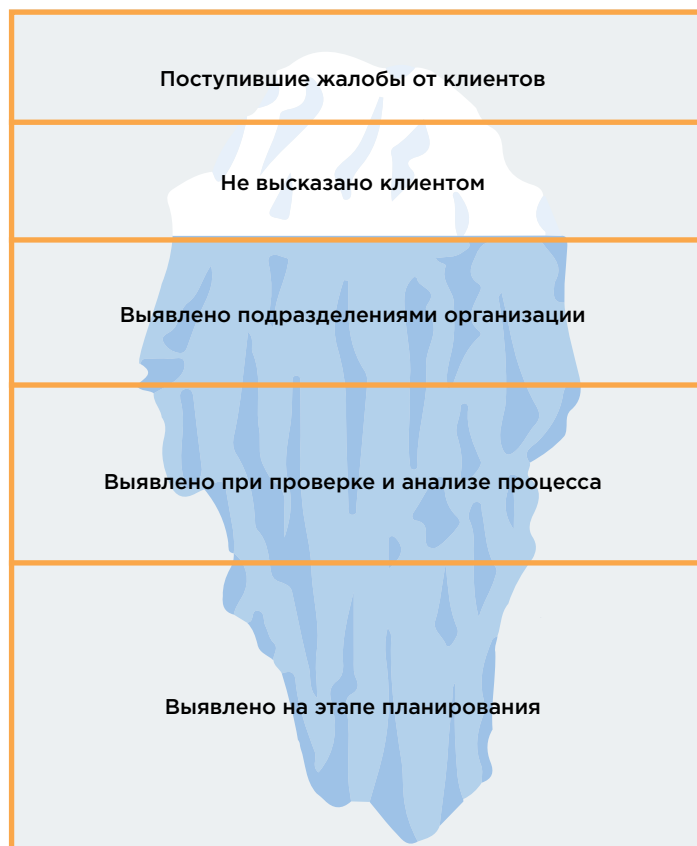 Поступившие жалобы от клиентов
Не высказано клиентом
Выявлено подразделениями организации
Выявлено при проверке и анализе процесса
Выявлено на этапе планирования